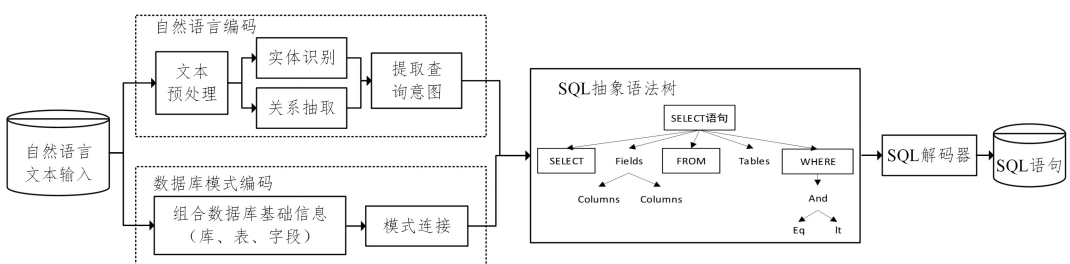 自然语言编码
文本
预处理
实体识别
关系抽取
提取查
询意图
自然语言
文本输入
数据库模式编码
组合数据库基础信息
（库、表、字段）
模式连接
SQL抽象语法树
SELECT语句
SELECT
Fields
FROM
Tables
WHERE
Columns
Columns
And
Eq
lt
SQL解码器
SQL语句